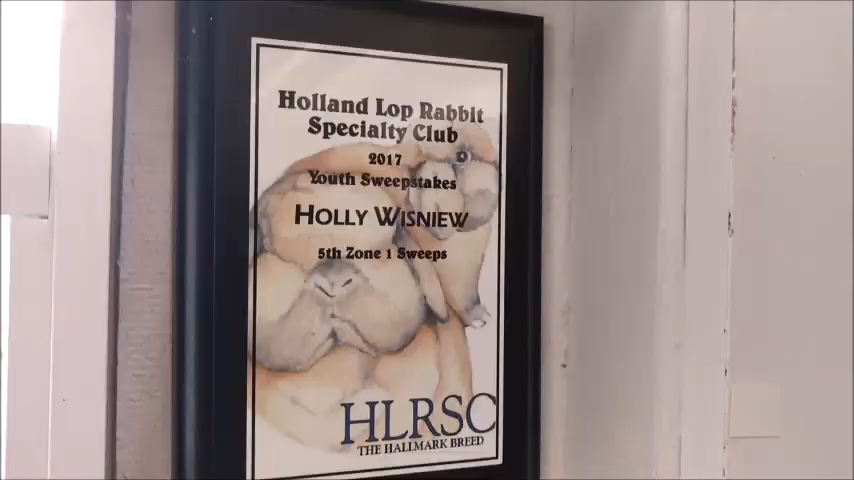 Holland Lop Rabbit
Specialty Club
2017
Youth Sweepstakes
HOLLY WISNIEW
5th Zone 1 Sweeps
HLRSC
THE HALLMARK BREED